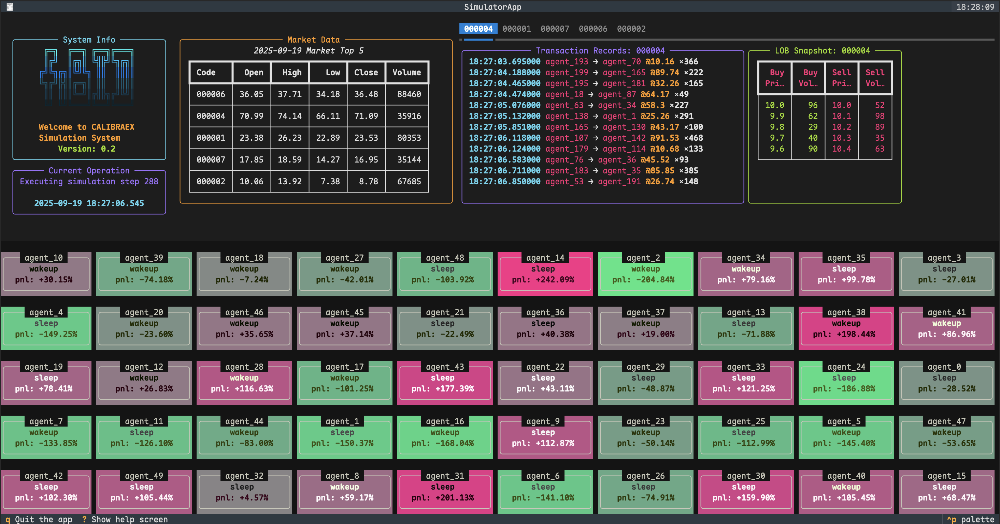 SimulatorApp 18:28:09
000004 000001 000007 000006 000002
System Info
Welcome to CALIBRAEX
Simulation System
Version: 0.2
Current Operation
Executing simulation step 288
2025-09-19 18:27:06.545
Market Data
2025-09-19 Market Top 5
Code Open High Low Close Volume
000006 36.05 37.71 34.18 36.48 88460
000004 70.99 74.14 66.11 71.09 35916
000001 23.38 26.23 22.89 23.53 80353
000007 17.85 18.59 14.27 16.95 35144
000002 10.06 13.92 7.38 8.78 67685
Transaction Records: 000004
18:27:03.695000 agent_193 → agent_70 @10.16 ×366
18:27:04.188000 agent_199 → agent_165 @89.74 ×222
18:27:04.465000 agent_195 → agent_181 @32.26 ×165
18:27:04.474000 agent_18 → agent_87 @64.17 ×49
18:27:05.076000 agent_63 → agent_34 @58.3 ×227
18:27:05.132000 agent_138 → agent_1 @25.26 ×291
18:27:05.851000 agent_165 → agent_130 @43.17 ×100
18:27:06.118000 agent_107 → agent_142 @91.53 ×468
18:27:06.124000 agent_179 → agent_114 @10.68 ×133
18:27:06.583000 agent_76 → agent_36 @45.52 ×93
18:27:06.711000 agent_183 → agent_35 @85.85 ×385
18:27:06.850000 agent_53 → agent_191 @26.74 ×148
LOB Snapshot: 000004
Buy Buy Sell Sell
Pri… Vol… Pri… Vol…
10.0 96 10.0 52
9.9 62 10.1 98
9.8 29 10.2 89
9.7 40 10.3 35
9.6 90 10.4 63
agent_10 agent_39 agent_18 agent_27 agent_48 agent_14 agent_2 agent_34 agent_35 agent_3
wakeup wakeup wakeup wakeup sleep sleep wakeup wakeup sleep sleep
pnl: +30.15% pnl: -74.18% pnl: -7.24% pnl: -42.01% pnl: -103.92% pnl: +242.09% pnl: -204.84% pnl: +79.16% pnl: +99.78% pnl: -27.01%
agent_4 agent_20 agent_46 agent_45 agent_21 agent_36 agent_37 agent_13 agent_38 agent_41
sleep wakeup wakeup wakeup sleep sleep wakeup sleep wakeup wakeup
pnl: -149.25% pnl: -23.60% pnl: +35.65% pnl: +37.14% pnl: -22.49% pnl: +40.38% pnl: +19.00% pnl: -71.88% pnl: +198.44% pnl: +86.96%
agent_19 agent_12 agent_28 agent_17 agent_43 agent_22 agent_29 agent_33 agent_24 agent_0
sleep wakeup wakeup wakeup sleep sleep sleep sleep sleep sleep
pnl: +78.41% pnl: +26.83% pnl: +116.63% pnl: -101.25% pnl: +177.39% pnl: +43.11% pnl: -48.87% pnl: +121.25% pnl: -186.88% pnl: -28.52%
agent_7 agent_11 agent_44 agent_1 agent_16 agent_9 agent_23 agent_25 agent_5 agent_47
wakeup sleep wakeup sleep wakeup sleep wakeup sleep wakeup wakeup
pnl: -133.85% pnl: -126.10% pnl: -83.00% pnl: -150.37% pnl: -168.04% pnl: +112.87% pnl: -50.14% pnl: -112.99% pnl: -145.40% pnl: -53.65%
agent_42 agent_49 agent_32 agent_8 agent_31 agent_6 agent_26 agent_30 agent_40 agent_15
sleep sleep sleep wakeup sleep sleep sleep sleep wakeup sleep
pnl: +102.30% pnl: +105.44% pnl: +4.57% pnl: +59.17% pnl: +201.13% pnl: -141.10% pnl: -74.91% pnl: +159.90% pnl: +105.45% pnl: +68.47%
q Quit the app ? Show help screen ^p palette